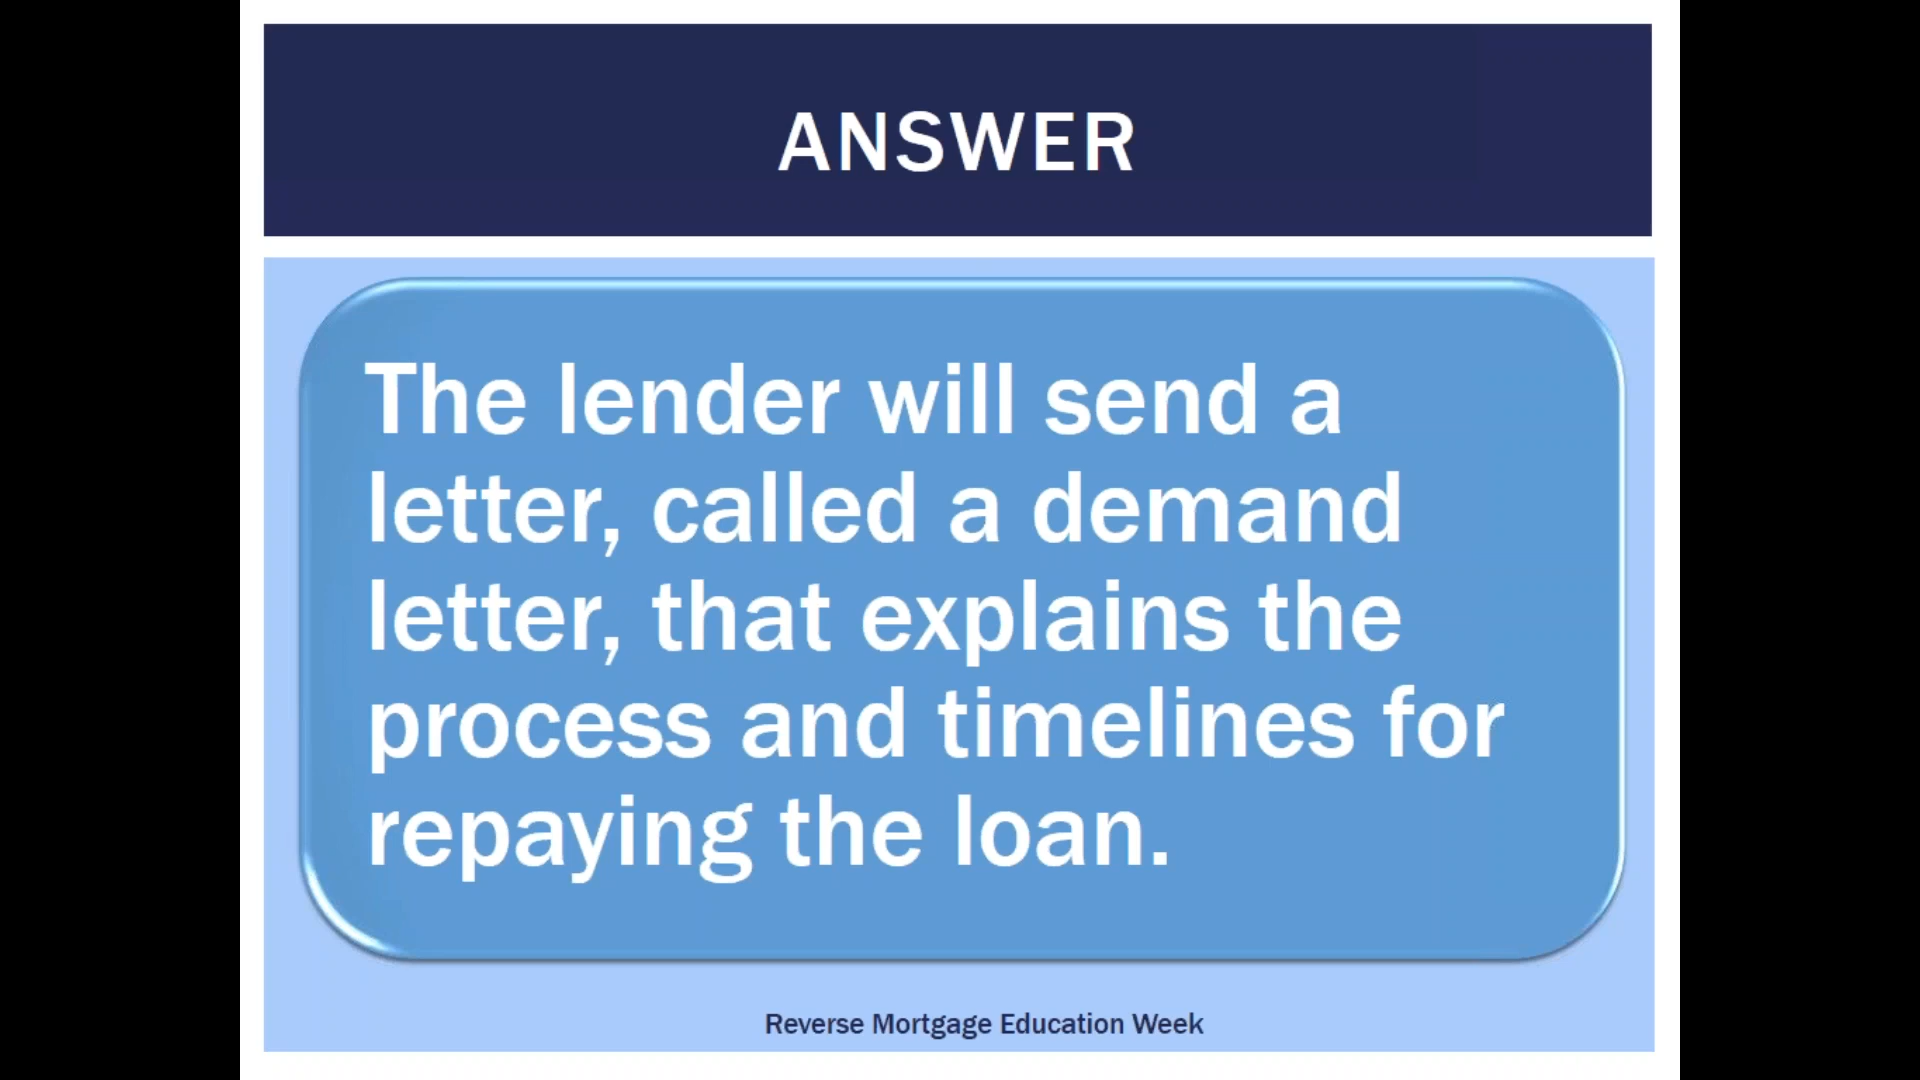 ANSWER
The lender will send a
letter, called a demand
letter, that explains the
process and timelines for
repaying the loan.
Reverse Mortgage Education Week